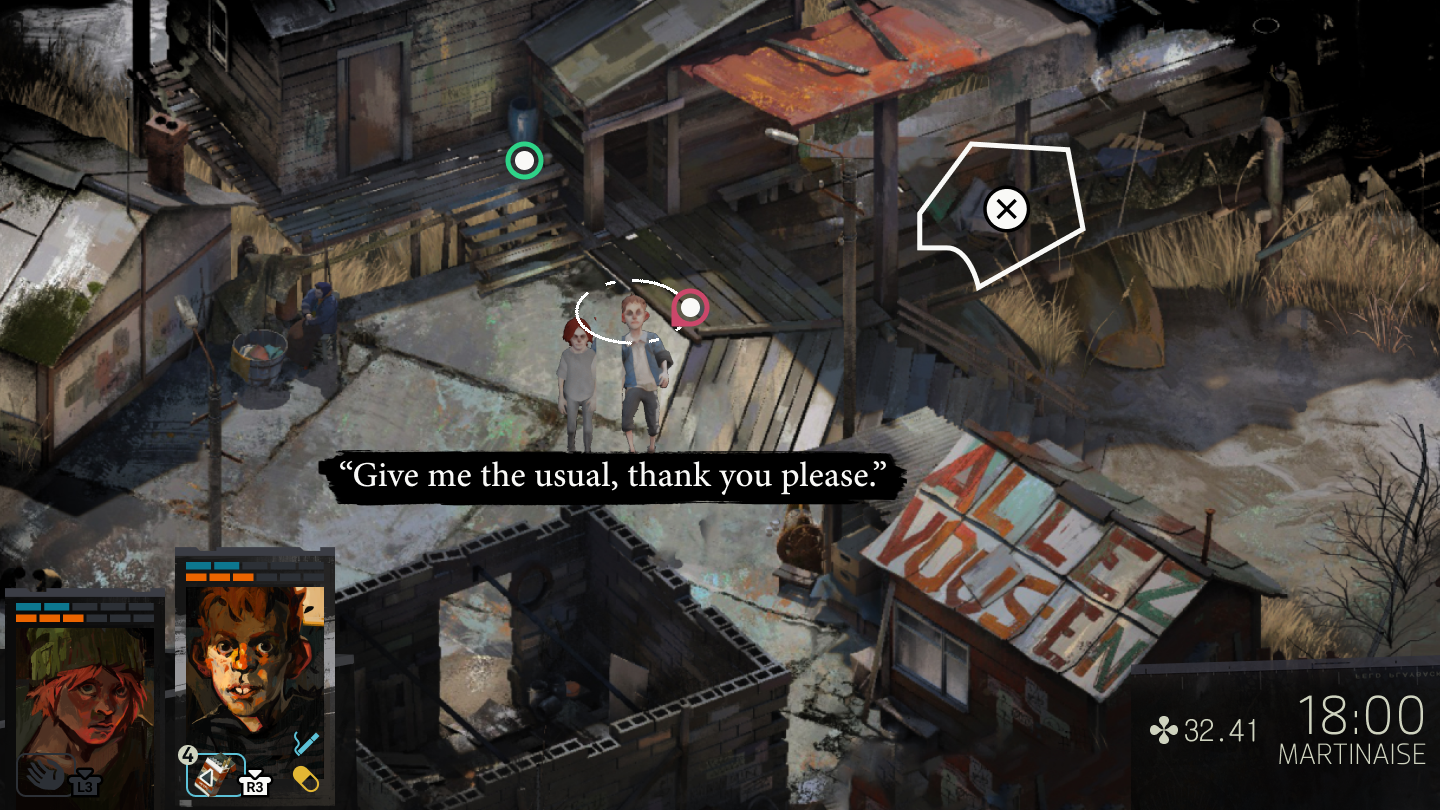 “Give me the usual, thank you please.”
ALLEZ
VOUS EN
L3
4
R3
32.41
18:00
MARTINAISE